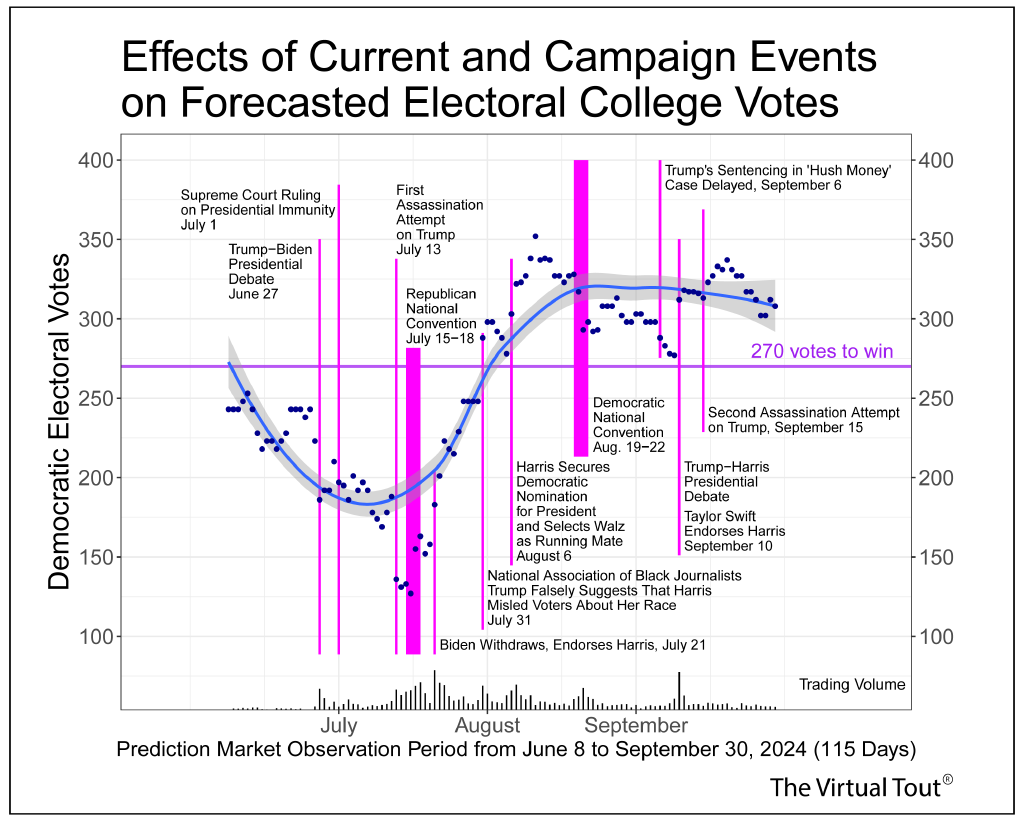 Effects of Current and Campaign Events
on Forecasted Electoral College Votes
Democratic Electoral Votes
400
350
300
250
200
150
100
400
350
300
250
200
150
100
Supreme Court Ruling
on Presidential Immunity
July 1
Trump−Biden
Presidential
Debate
June 27
First
Assassination
Attempt
on Trump
July 13
Republican
National
Convention
July 15−18
Trump's Sentencing in 'Hush Money'
Case Delayed, September 6
270 votes to win
Democratic
National
Convention
Aug. 19−22
Second Assassination Attempt
on Trump, September 15
Harris Secures
Democratic
Nomination
for President
and Selects Walz
as Running Mate
August 6
Trump−Harris
Presidential
Debate
Taylor Swift
Endorses Harris
September 10
National Association of Black Journalists
Trump Falsely Suggests That Harris
Misled Voters About Her Race
July 31
Biden Withdraws, Endorses Harris, July 21
Trading Volume
July
August
September
Prediction Market Observation Period from June 8 to September 30, 2024 (115 Days)
The Virtual Tout®